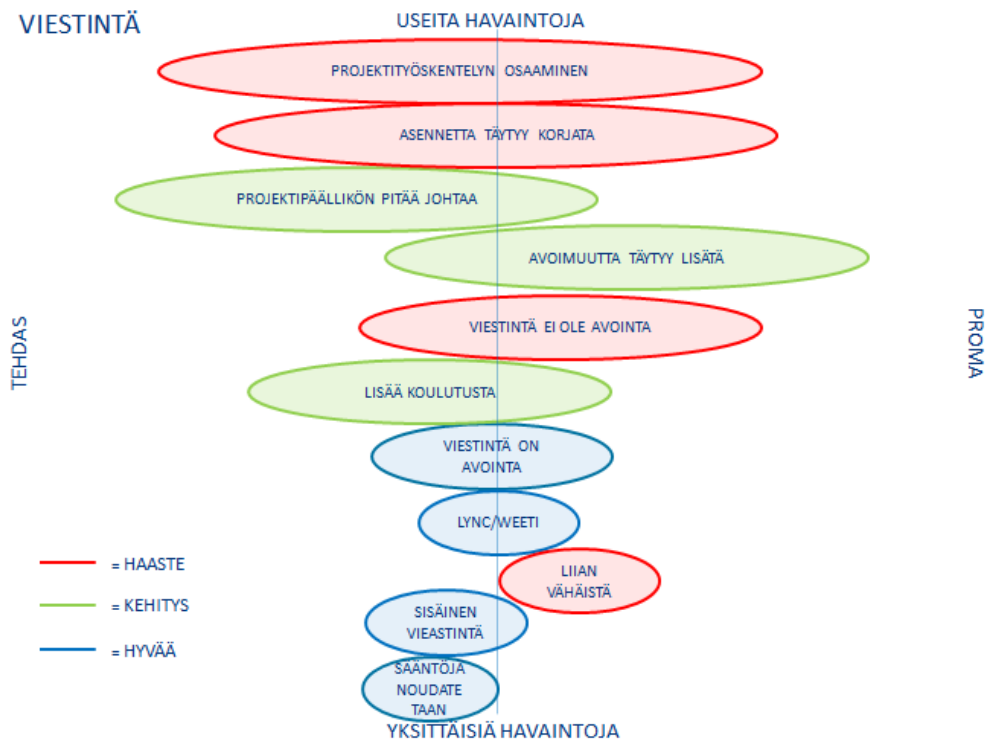 VIESTINTÄ
USEITA HAVAINTOJA
PROJEKTITYÖSKENTELYN OSAAMINEN
ASENNETTA TÄYTYY KORJATA
PROJEKTIPÄÄLLIKÖN PITÄÄ JOHTAA
AVOIMUUTTA TÄYTYY LISÄTÄ
TEHDAS
VIESTINTÄ EI OLE AVOINTA
PROMA
LISÄÄ KOULUTUSTA
VIESTINTÄ ON
AVOINTA
LYNC/WEETI
LIIAN
VÄHÄISTÄ
SISÄINEN
VIEASTINTÄ
SÄÄNTÖJÄ
NOUDATE
TAAN
= HAASTE
= KEHITYS
= HYVÄÄ
YKSITTÄISIÄ HAVAINTOJA